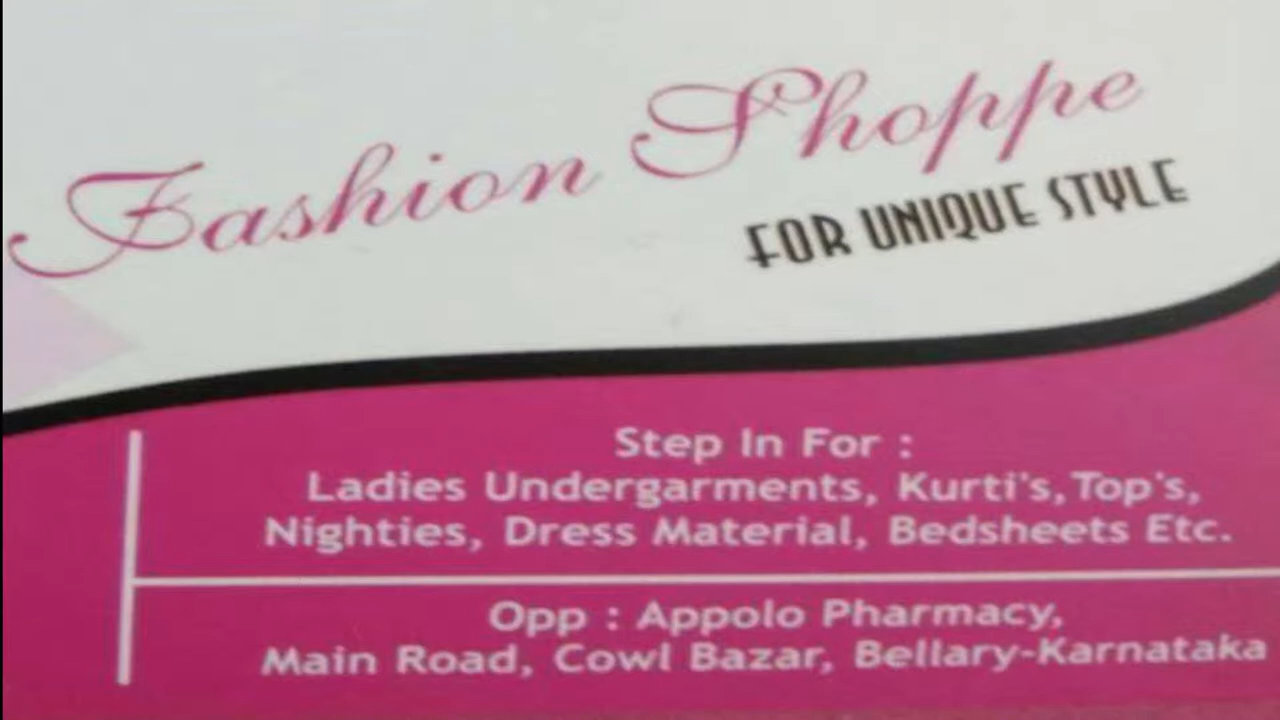 Fashion Shoppe
FOR UNIQUE STYLE
Step In For :
Ladies Undergarments, Kurti's, Top's,
Nighties, Dress Material, Bedsheets Etc.
Opp : Appolo Pharmacy,
Main Road, Cowl Bazar, Bellary-Karnataka